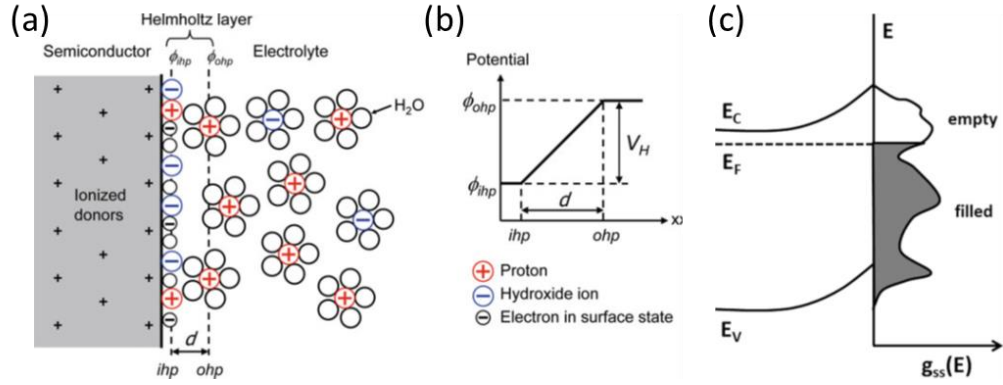 (a)
Helmholtz layer
Semiconductor
ϕihp
ϕohp
Electrolyte
H2O
Ionized
donors
d
ihp
ohp
(b)
Potential
ϕohp
VH
ϕihp
d
ihp
ohp
Proton
Hydroxide ion
Electron in surface state
(c)
E
EC
empty
EF
filled
EV
gss(E)